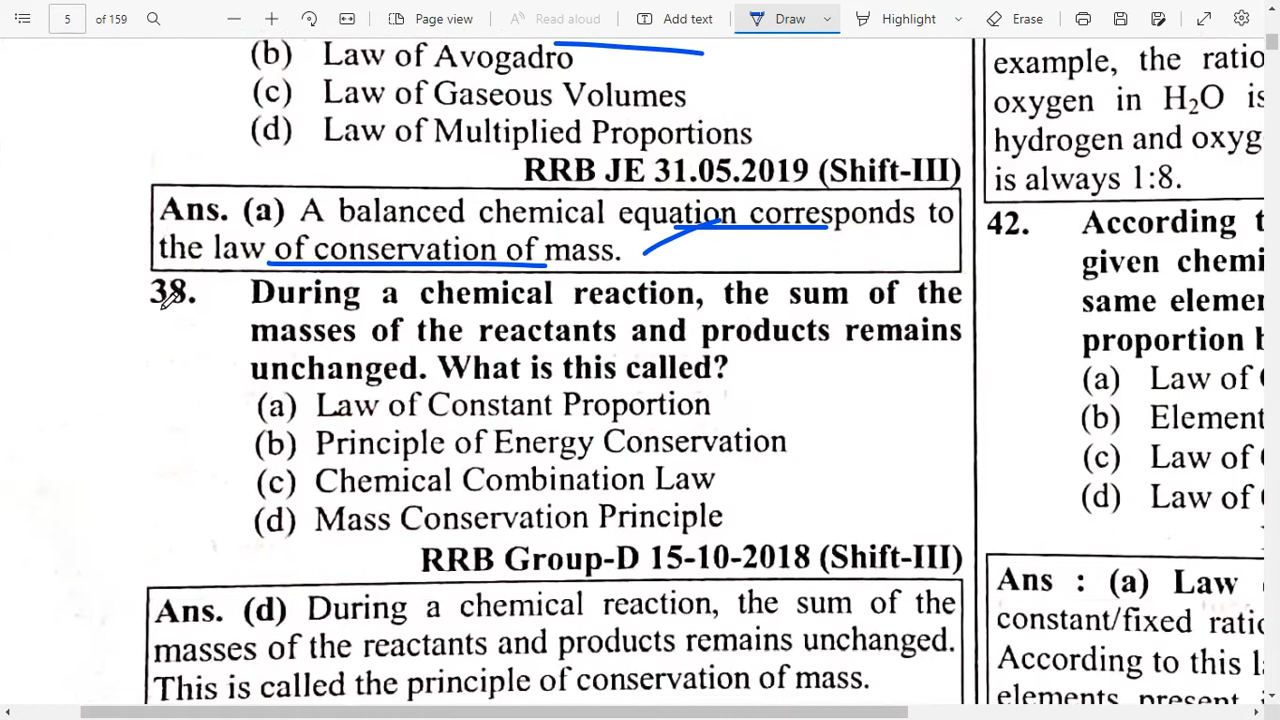 5 of 159
Page view
Read aloud
Add text
Draw
Highlight
Erase
(b) Law of Avogadro
(c) Law of Gaseous Volumes
(d) Law of Multiplied Proportions
RRB JE 31.05.2019 (Shift-III)
Ans. (a) A balanced chemical equation corresponds to
the law of conservation of mass.
38. During a chemical reaction, the sum of the
masses of the reactants and products remains
unchanged. What is this called?
(a) Law of Constant Proportion
(b) Principle of Energy Conservation
(c) Chemical Combination Law
(d) Mass Conservation Principle
RRB Group-D 15-10-2018 (Shift-III)
Ans. (d) During a chemical reaction, the sum of the
masses of the reactants and products remains unchanged.
This is called the principle of conservation of mass.
example, the ratio
oxygen in H₂O is
hydrogen and oxyg
is always 1:8.
42. According t
given chemi
same elemen
proportion b
(a) Law of
(b) Element
(c) Law of
(d) Law of
Ans : (a) Law
constant/fixed ratio
According to this l
elements present i